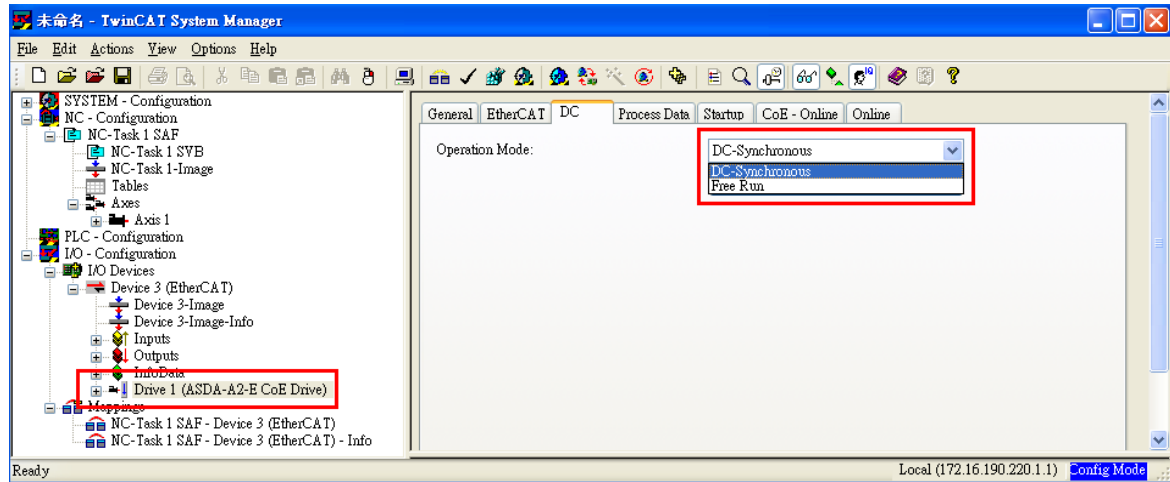 未命名 - TwinCAT System Manager
File Edit Actions View Options Help
SYSTEM - Configuration
NC - Configuration
NC-Task 1 SAF
NC-Task 1 SVB
NC-Task 1-Image
Tables
Axes
Axis 1
PLC - Configuration
I/O - Configuration
I/O Devices
Device 3 (EtherCAT)
Device 3-Image
Device 3-Image-Info
Inputs
Outputs
InfoData
Drive 1 (ASDA-A2-E CoE Drive)
Mappings
NC-Task 1 SAF - Device 3 (EtherCAT)
NC-Task 1 SAF - Device 3 (EtherCAT) - Info
General EtherCAT DC Process Data Startup CoE - Online Online
Operation Mode: DC-Synchronous
DC-Synchronous
Free Run
Ready Local (172.16.190.220.1.1) Config Mode